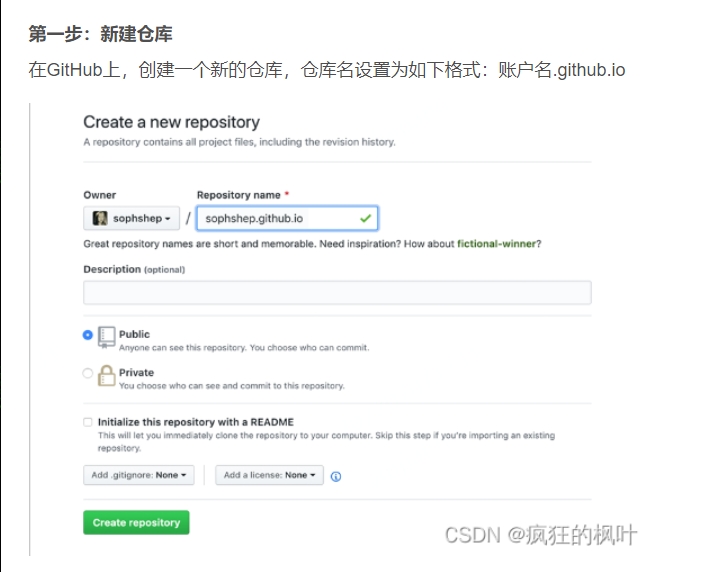 第一步：新建仓库
在GitHub上，创建一个新的仓库，仓库名设置为如下格式：账户名.github.io
Create a new repository
A repository contains all project files, including the revision history.
Owner
Repository name *
sophshep
/
sophshep.github.io
Great repository names are short and memorable. Need inspiration? How about fictional-winner?
Description (optional)
Public
Anyone can see this repository. You choose who can commit.
Private
You choose who can see and commit to this repository.
Initialize this repository with a README
This will let you immediately clone the repository to your computer. Skip this step if you're importing an existing
repository.
Add .gitignore: None
Add a license: None
Create repository
CSDN @疯狂的枫叶